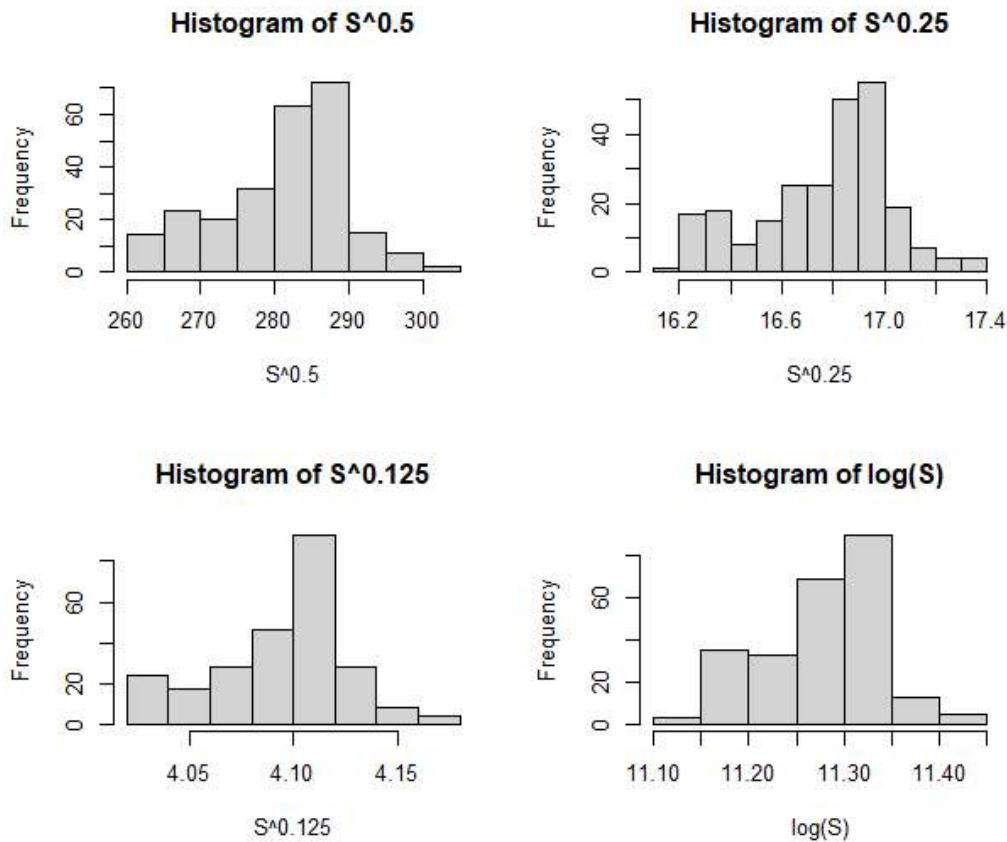 Histogram of S^0.5
Frequency
0 20 40 60
260 270 280 290 300
S^0.5
Histogram of S^0.25
Frequency
0 20 40
16.2 16.6 17.0 17.4
S^0.25
Histogram of S^0.125
Frequency
0 20 60
4.05 4.10 4.15
S^0.125
Histogram of log(S)
Frequency
0 20 60
11.10 11.20 11.30 11.40
log(S)